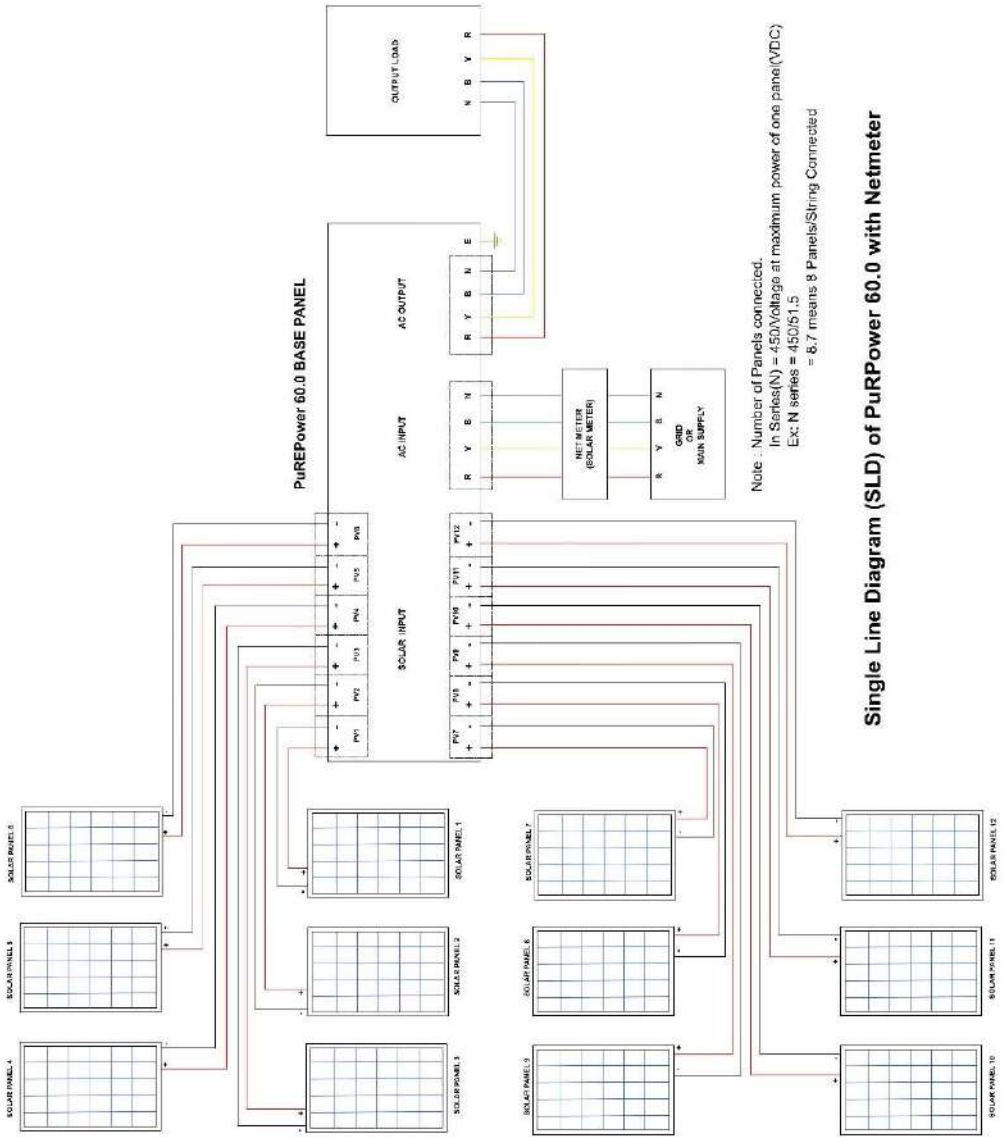 SOLAR PANEL 4
SOLAR PANEL 5
SOLAR PANEL 6
- +
- +
- +
PuREPower 60.0 BASE PANEL
+ - + - + - + - + - + -
PV1 PV2 PV3 PV4 PV5 PV6
SOLAR INPUT
AC INPUT
AC OUTPUT
OUTPUT LOAD
PV7 PV8 PV9 PV10 PV11 PV12
+ - + - + - + - + - + -
R Y B N
R Y B N E
N B Y R
- +
- +
- +
SOLAR PANEL 3
SOLAR PANEL 2
SOLAR PANEL 1
SOLAR PANEL 9
SOLAR PANEL 8
SOLAR PANEL 7
- +
- +
- +
NET METER
(SOLAR METER)
R Y B N
GRID
OR
MAIN SUPPLY
Note : Number of Panels connected.
In Series(N) = 450/Voltage at maximum power of one panel(VDC)
Ex: N series = 450/51.5
= 8.7 means 8 Panels/String Connected
Single Line Diagram (SLD) of PuRPower 60.0 with Netmeter
+ -
+ -
+ -
SOLAR PANEL 10
SOLAR PANEL 11
SOLAR PANEL 12